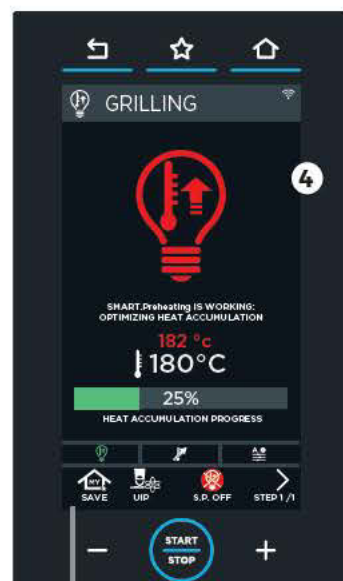 GRILLING
4
SMART.Preheating IS WORKING:
OPTIMIZING HEAT ACCUMULATION
182 °c
180°C
25%
HEAT ACCUMULATION PROGRESS
A
MY
SAVE
UIP
S.P. OFF
STEP 1 /1
− START STOP +